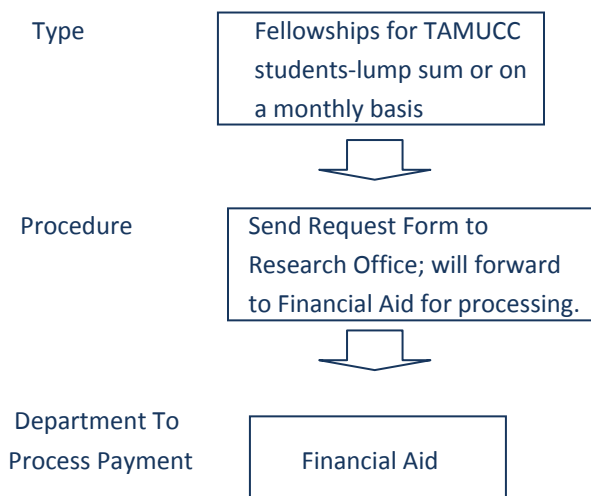 Type
Fellowships for TAMUCC
students-lump sum or on
a monthly basis
Procedure
Send Request Form to
Research Office; will forward
to Financial Aid for processing.
Department To
Process Payment
Financial Aid